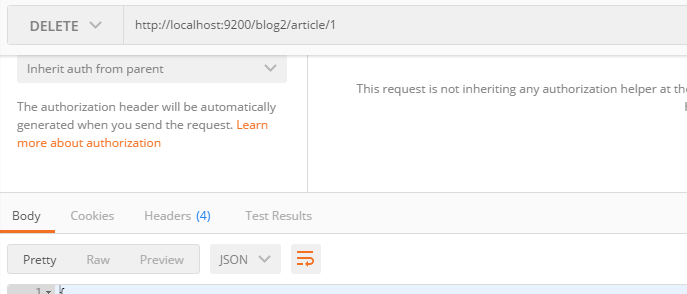 DELETE http://localhost:9200/blog2/article/1
Inherit auth from parent
The authorization header will be automatically
generated when you send the request. Learn
more about authorization
This request is not inheriting any authorization helper at the
Body Cookies Headers (4) Test Results
Pretty Raw Preview JSON
1 {